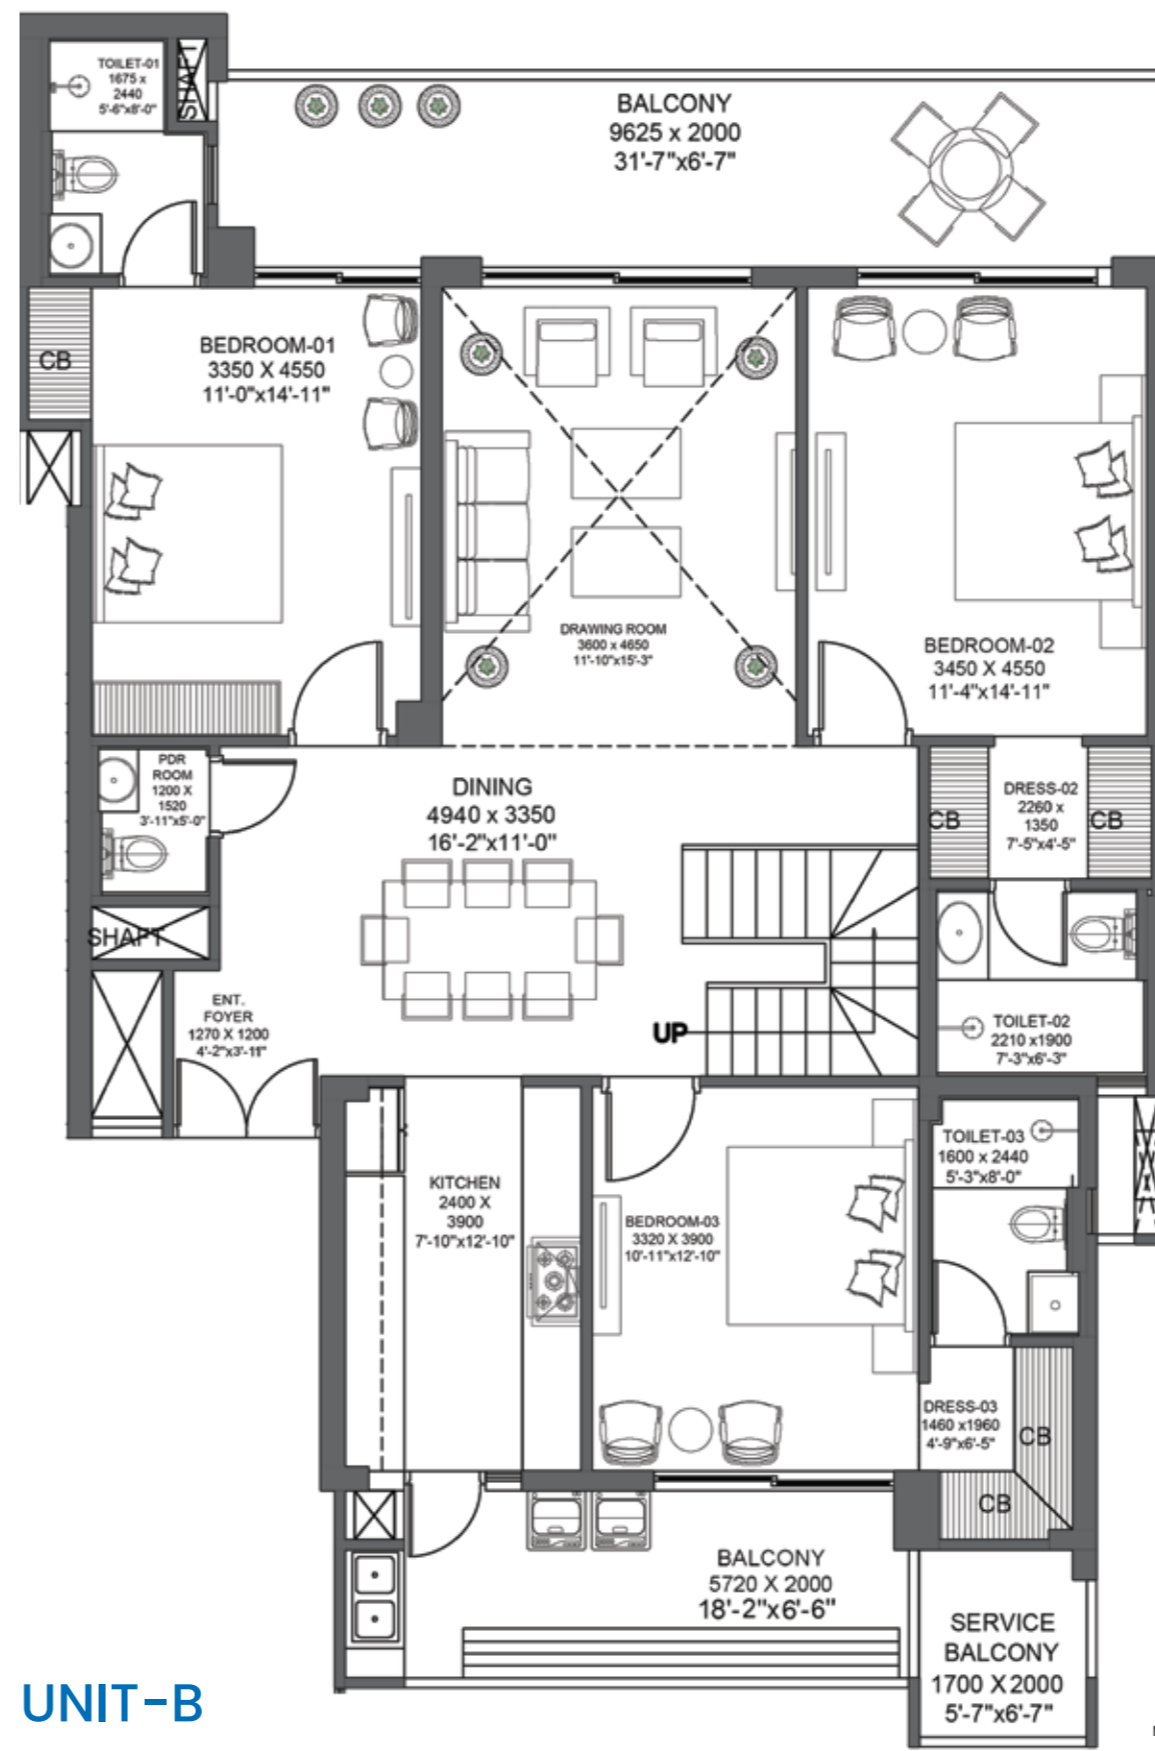 TOILET-01
1675 x
2440
5'-6"x8'-0"
SHAFT
BALCONY
9625 x 2000
31'-7"x6'-7"
CB
BEDROOM-01
3350 X 4550
11'-0"x14'-11"
DRAWING ROOM
3600 x 4650
11'-10"x15'-3"
BEDROOM-02
3450 X 4550
11'-4"x14'-11"
PDR
ROOM
1200 X
1520
3'-11"x5'-0"
DINING
4940 x 3350
16'-2"x11'-0"
CB
DRESS-02
2260 x
1350
7'-5"x4'-5"
CB
SHAFT
ENT.
FOYER
1270 X 1200
4'-2"x3'-11"
UP
TOILET-02
2210 x1900
7'-3"x6'-3"
KITCHEN
2400 X
3900
7'-10"x12'-10"
BEDROOM-03
3320 X 3900
10'-11"x12'-10"
TOILET-03
1600 x 2440
5'-3"x8'-0"
DRESS-03
1460 x1960
4'-9"x6'-5"
CB
CB
BALCONY
5720 X 2000
18'-2"x6'-6"
SERVICE
BALCONY
1700 X 2000
5'-7"x6'-7"
UNIT-B